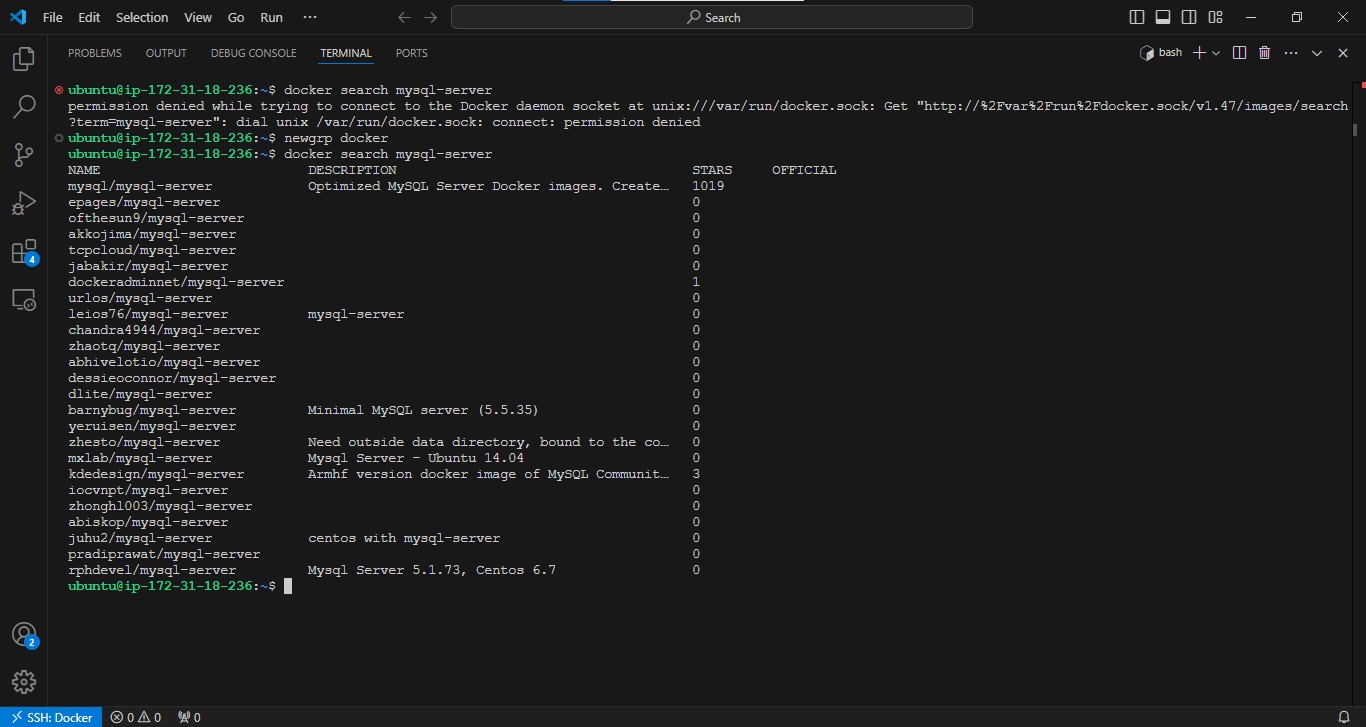 File Edit Selection View Go Run ···
Search
PROBLEMS OUTPUT DEBUG CONSOLE TERMINAL PORTS
bash
ubuntu@ip-172-31-18-236:~$ docker search mysql-server
permission denied while trying to connect to the Docker daemon socket at unix:///var/run/docker.sock: Get "http://%2Fvar%2Frun%2Fdocker.sock/v1.47/images/search
?term=mysql-server": dial unix /var/run/docker.sock: connect: permission denied
ubuntu@ip-172-31-18-236:~$ newgrp docker
ubuntu@ip-172-31-18-236:~$ docker search mysql-server
NAME DESCRIPTION STARS OFFICIAL
mysql/mysql-server Optimized MySQL Server Docker images. Create… 1019
epages/mysql-server 0
ofthesun9/mysql-server 0
akkojima/mysql-server 0
tcpcloud/mysql-server 0
jabakir/mysql-server 0
dockeradminnet/mysql-server 1
urlos/mysql-server 0
leios76/mysql-server mysql-server 0
chandra4944/mysql-server 0
zhaotq/mysql-server 0
abhivelotio/mysql-server 0
dessieoconnor/mysql-server 0
dlite/mysql-server 0
barnybug/mysql-server Minimal MySQL server (5.5.35) 0
yeruisen/mysql-server 0
zhesto/mysql-server Need outside data directory, bound to the co… 0
mxlab/mysql-server Mysql Server - Ubuntu 14.04 0
kdedesign/mysql-server Armhf version docker image of MySQL Communit… 3
iocvnpt/mysql-server 0
zhonghl003/mysql-server 0
abiskop/mysql-server 0
juhu2/mysql-server centos with mysql-server 0
pradiprawat/mysql-server 0
rphdevel/mysql-server Mysql Server 5.1.73, Centos 6.7 0
ubuntu@ip-172-31-18-236:~$
4
2
SSH: Docker 0 0 0